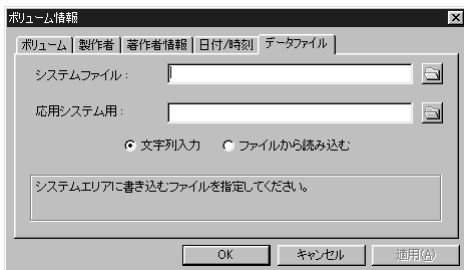 ボリューム情報
ボリューム 製作者 著作者情報 日付/時刻 データファイル
システムファイル：
応用システム用：
文字列入力 ファイルから読み込む
システムエリアに書き込むファイルを指定してください。
OK キャンセル 適用(A)